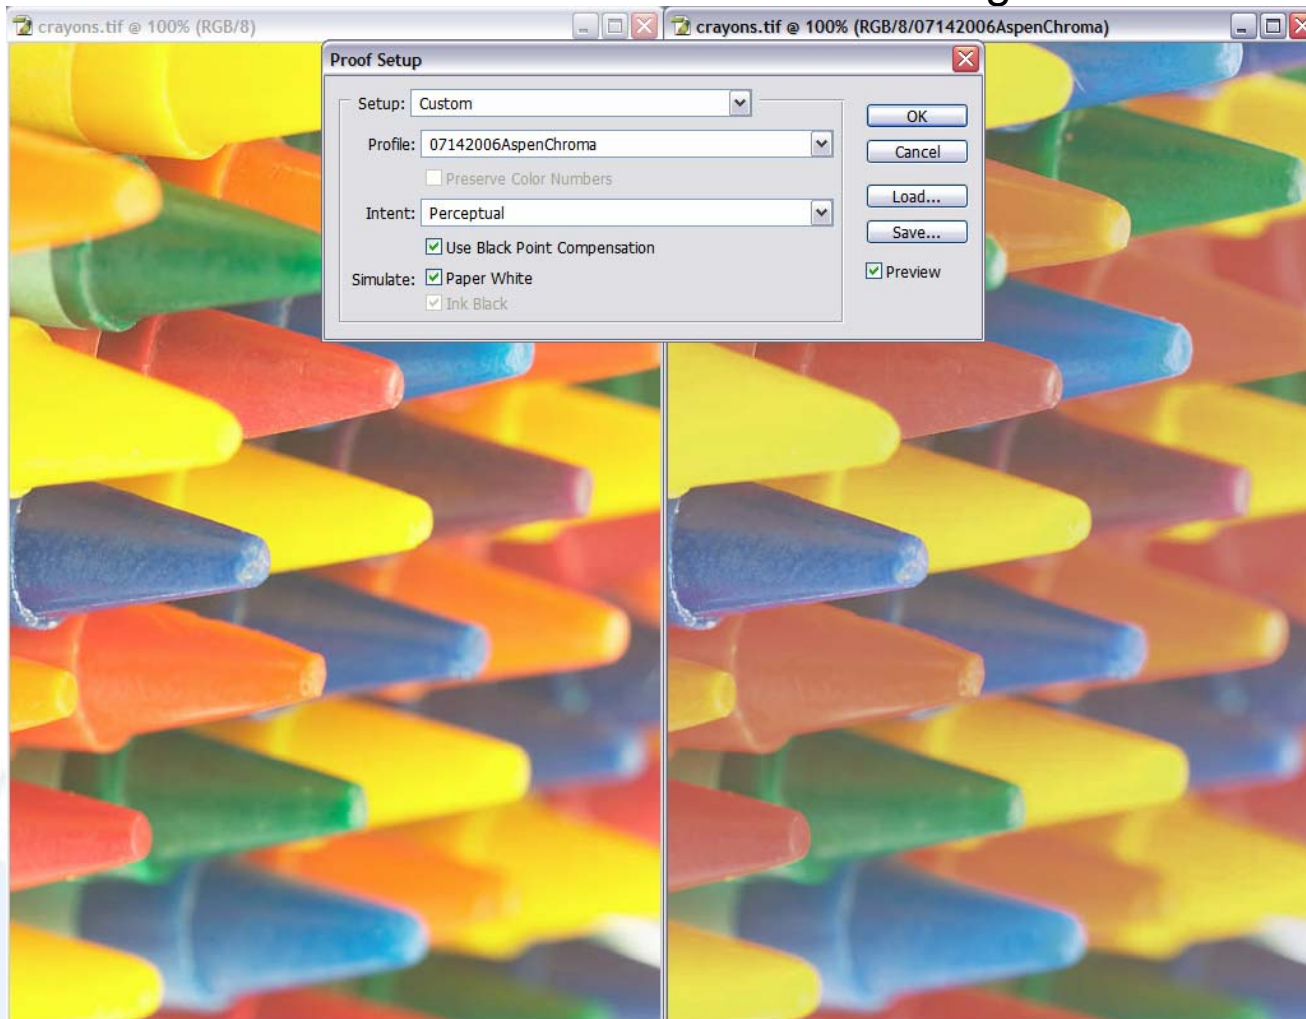 crayons.tif @ 100% (RGB/8)
crayons.tif @ 100% (RGB/8/07142006AspenChroma)
Proof Setup
Setup: Custom
OK
Profile: 07142006AspenChroma
Cancel
Preserve Color Numbers
Load...
Intent: Perceptual
Save...
Use Black Point Compensation
Preview
Simulate: Paper White
Ink Black